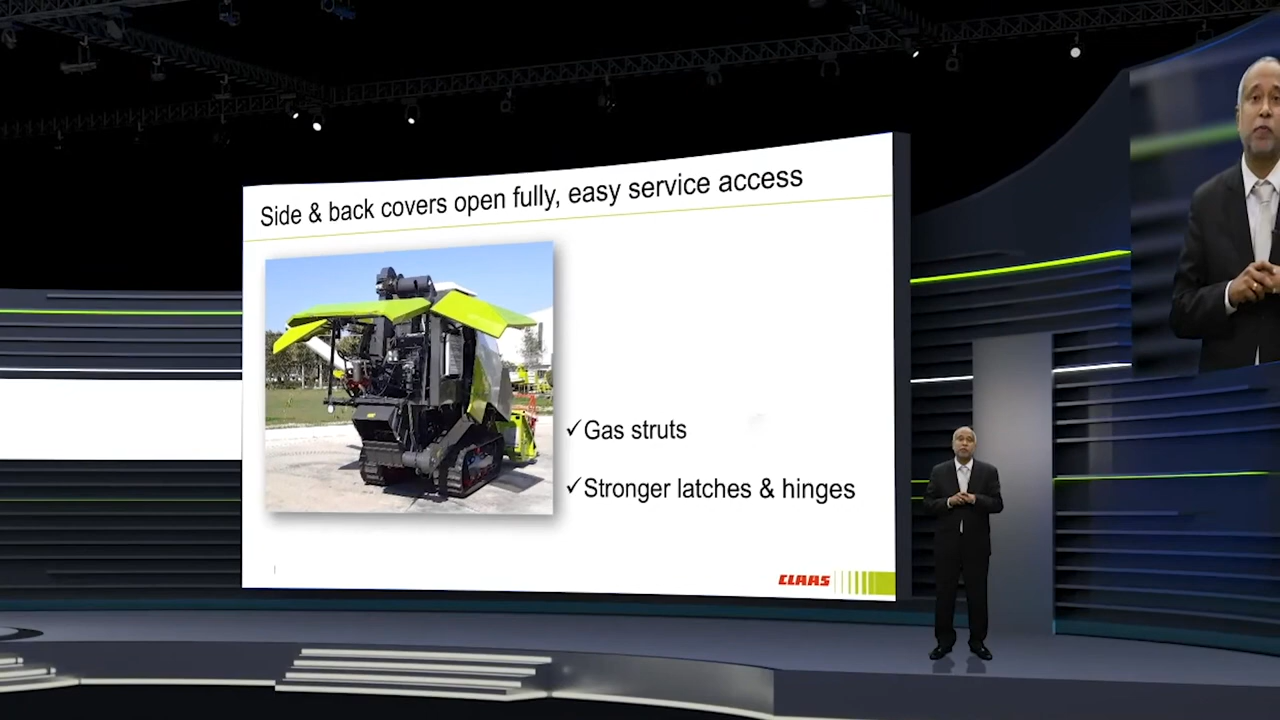 Side & back covers open fully, easy service access
✓Gas struts
✓Stronger latches & hinges
CLAAS